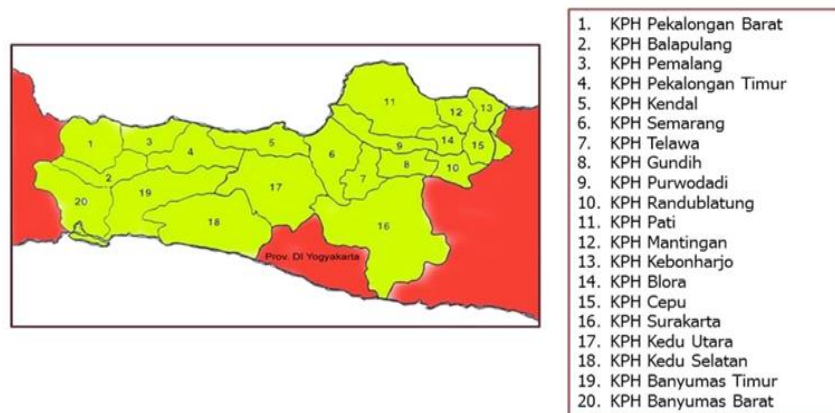 1. KPH Pekalongan Barat
2. KPH Balapulang
3. KPH Pemalang
4. KPH Pekalongan Timur
5. KPH Kendal
6. KPH Semarang
7. KPH Telawa
8. KPH Gundih
9. KPH Purwodadi
10. KPH Randublatung
11. KPH Pati
12. KPH Mantingan
13. KPH Kebonharjo
14. KPH Blora
15. KPH Cepu
16. KPH Surakarta
17. KPH Kedu Utara
18. KPH Kedu Selatan
19. KPH Banyumas Timur
20. KPH Banyumas Barat
11
12
13
1
3
4
5
6
9
14
15
2
7
8
10
20
19
17
18
16
Prov. DI Yogyakarta